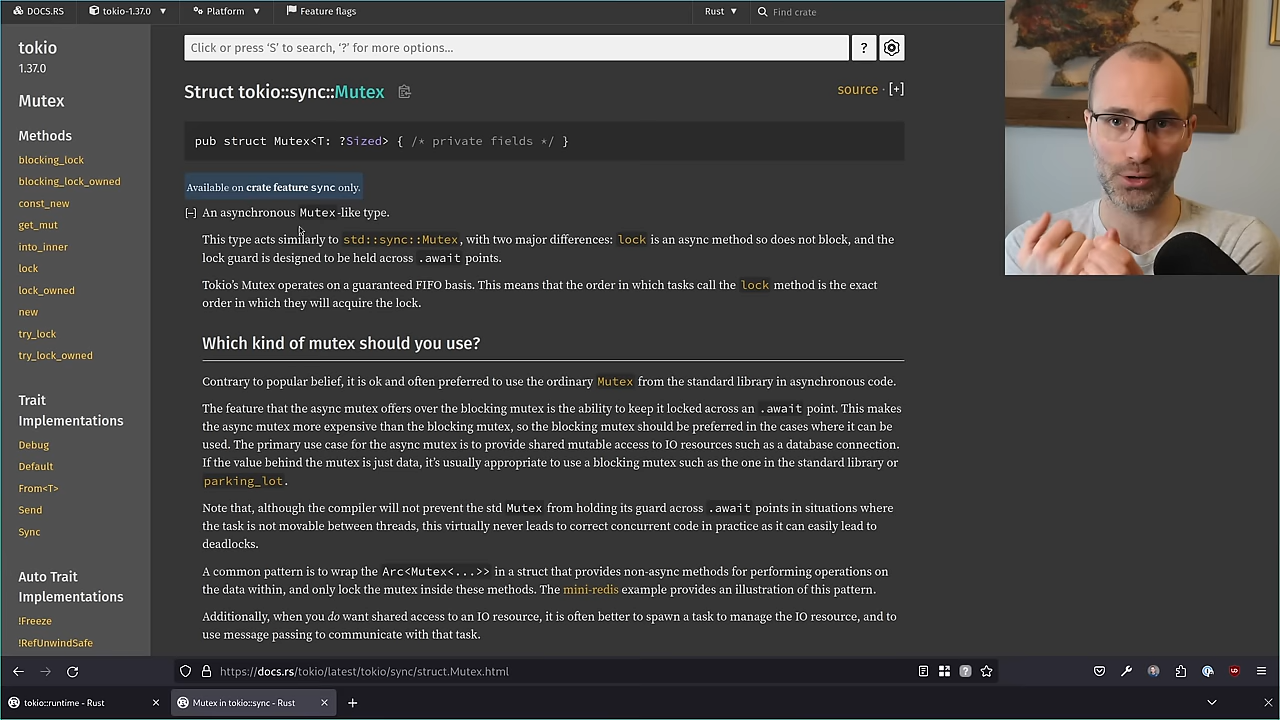 DOCS.RS
tokio-1.37.0
Platform
Feature flags
Rust
Find crate
tokio
1.37.0
Mutex
Methods
blocking_lock
blocking_lock_owned
const_new
get_mut
into_inner
lock
lock_owned
new
try_lock
try_lock_owned
Trait
Implementations
Debug
Default
From<T>
Send
Sync
Auto Trait
Implementations
!Freeze
!RefUnwindSafe
Click or press ‘S’ to search, ‘?’ for more options…
?
Struct tokio::sync::Mutex
source · [+]
pub struct Mutex<T: ?Sized> { /* private fields */ }
Available on crate feature sync only.
[−] An asynchronous Mutex-like type.
This type acts similarly to std::sync::Mutex, with two major differences: lock is an async method so does not block, and the
lock guard is designed to be held across .await points.
Tokio’s Mutex operates on a guaranteed FIFO basis. This means that the order in which tasks call the lock method is the exact
order in which they will acquire the lock.
Which kind of mutex should you use?
Contrary to popular belief, it is ok and often preferred to use the ordinary Mutex from the standard library in asynchronous code.
The feature that the async mutex offers over the blocking mutex is the ability to keep it locked across an .await point. This makes
the async mutex more expensive than the blocking mutex, so the blocking mutex should be preferred in the cases where it can be
used. The primary use case for the async mutex is to provide shared mutable access to IO resources such as a database connection.
If the value behind the mutex is just data, it’s usually appropriate to use a blocking mutex such as the one in the standard library or
parking_lot.
Note that, although the compiler will not prevent the std Mutex from holding its guard across .await points in situations where
the task is not movable between threads, this virtually never leads to correct concurrent code in practice as it can easily lead to
deadlocks.
A common pattern is to wrap the Arc<Mutex<...>> in a struct that provides non-async methods for performing operations on
the data within, and only lock the mutex inside these methods. The mini-redis example provides an illustration of this pattern.
Additionally, when you do want shared access to an IO resource, it is often better to spawn a task to manage the IO resource, and to
use message passing to communicate with that task.
https://docs.rs/tokio/latest/tokio/sync/struct.Mutex.html
tokio::runtime - Rust
Mutex in tokio::sync - Rust